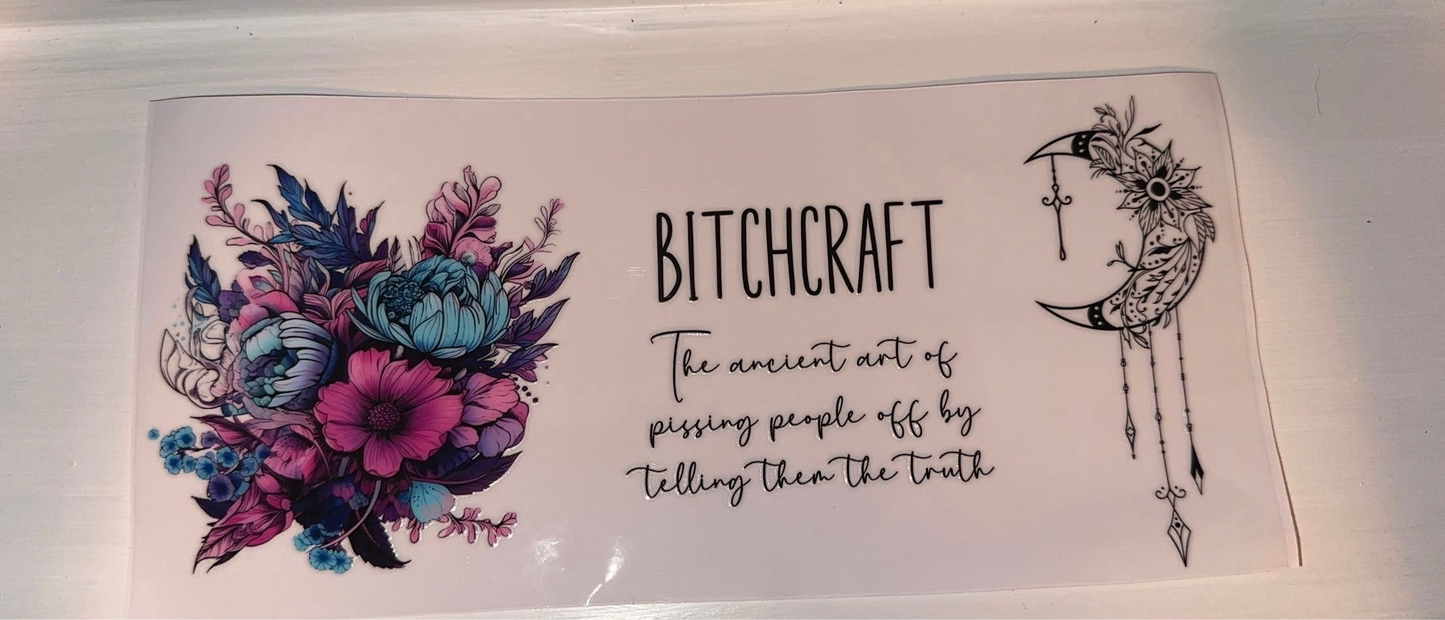 BITCHCRAFT
The ancient art of
pissing people off by
telling them the truth